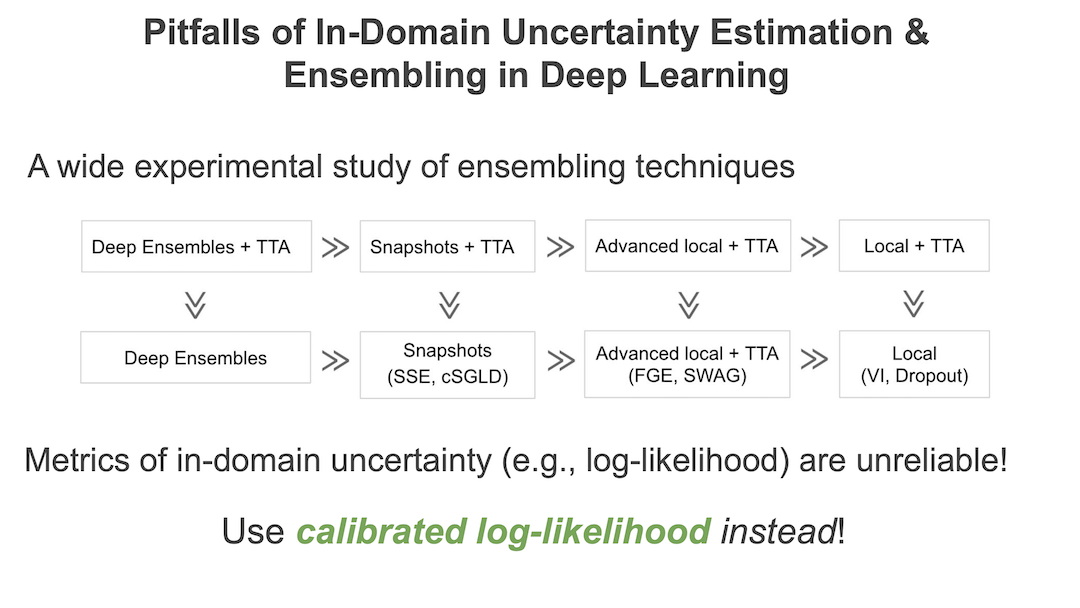 Pitfalls of In-Domain Uncertainty Estimation &
Ensembling in Deep Learning
A wide experimental study of ensembling techniques
Deep Ensembles + TTA >> Snapshots + TTA >> Advanced local + TTA >> Local + TTA
Deep Ensembles >> Snapshots
(SSE, cSGLD) >> Advanced local + TTA
(FGE, SWAG) >> Local
(VI, Dropout)
Metrics of in-domain uncertainty (e.g., log-likelihood) are unreliable!
Use calibrated log-likelihood instead!